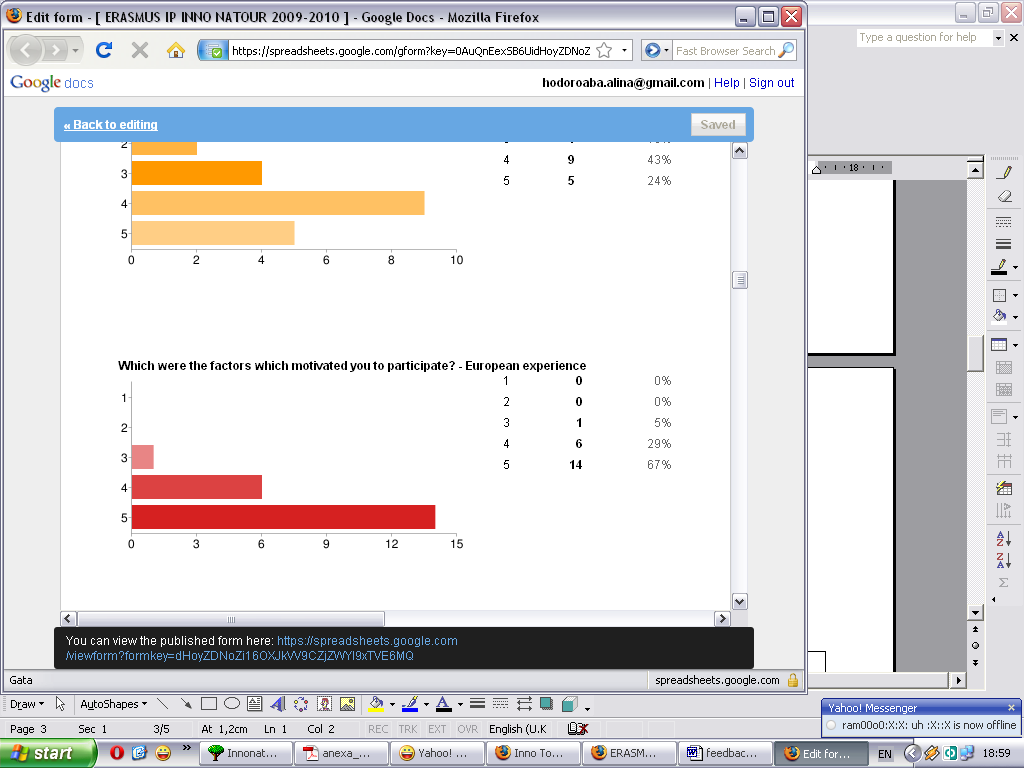 Edit form - [ ERASMUS IP INNO NATOUR 2009-2010 ] - Google Docs - Mozilla Firefox
https://spreadsheets.google.com/gform?key=0AuQnEexSB6UidHoyZDNoZ
Fast Browser Search
Type a question for help
Google docs
hodoroaba.alina@gmail.com | Help | Sign out
« Back to editing
Saved
2
3
4 9 43%
5 5 24%
4
5
0 2 4 6 8 10
18
Which were the factors which motivated you to participate? - European experience
1 0 0%
2 0 0%
3 1 5%
4 6 29%
5 14 67%
1
2
3
4
5
0 3 6 9 12 15
You can view the published form here: https://spreadsheets.google.com
/viewform?formkey=dHoyZDNoZi16OXJkVV9CZjZWYl9xTVE6MQ
Gata
spreadsheets.google.com
Draw
AutoShapes
Page 3 Sec 1 3/5 At 1,2cm Ln 1 Col 2 REC TRK EXT OVR English (U.K
Yahoo! Messenger
ram00o0:X:X: uh :X::X is now offline
start
Innonat...
anexa_...
Yahoo! ...
Inno To...
ERASM...
feedbac...
Edit for...
EN
18:59